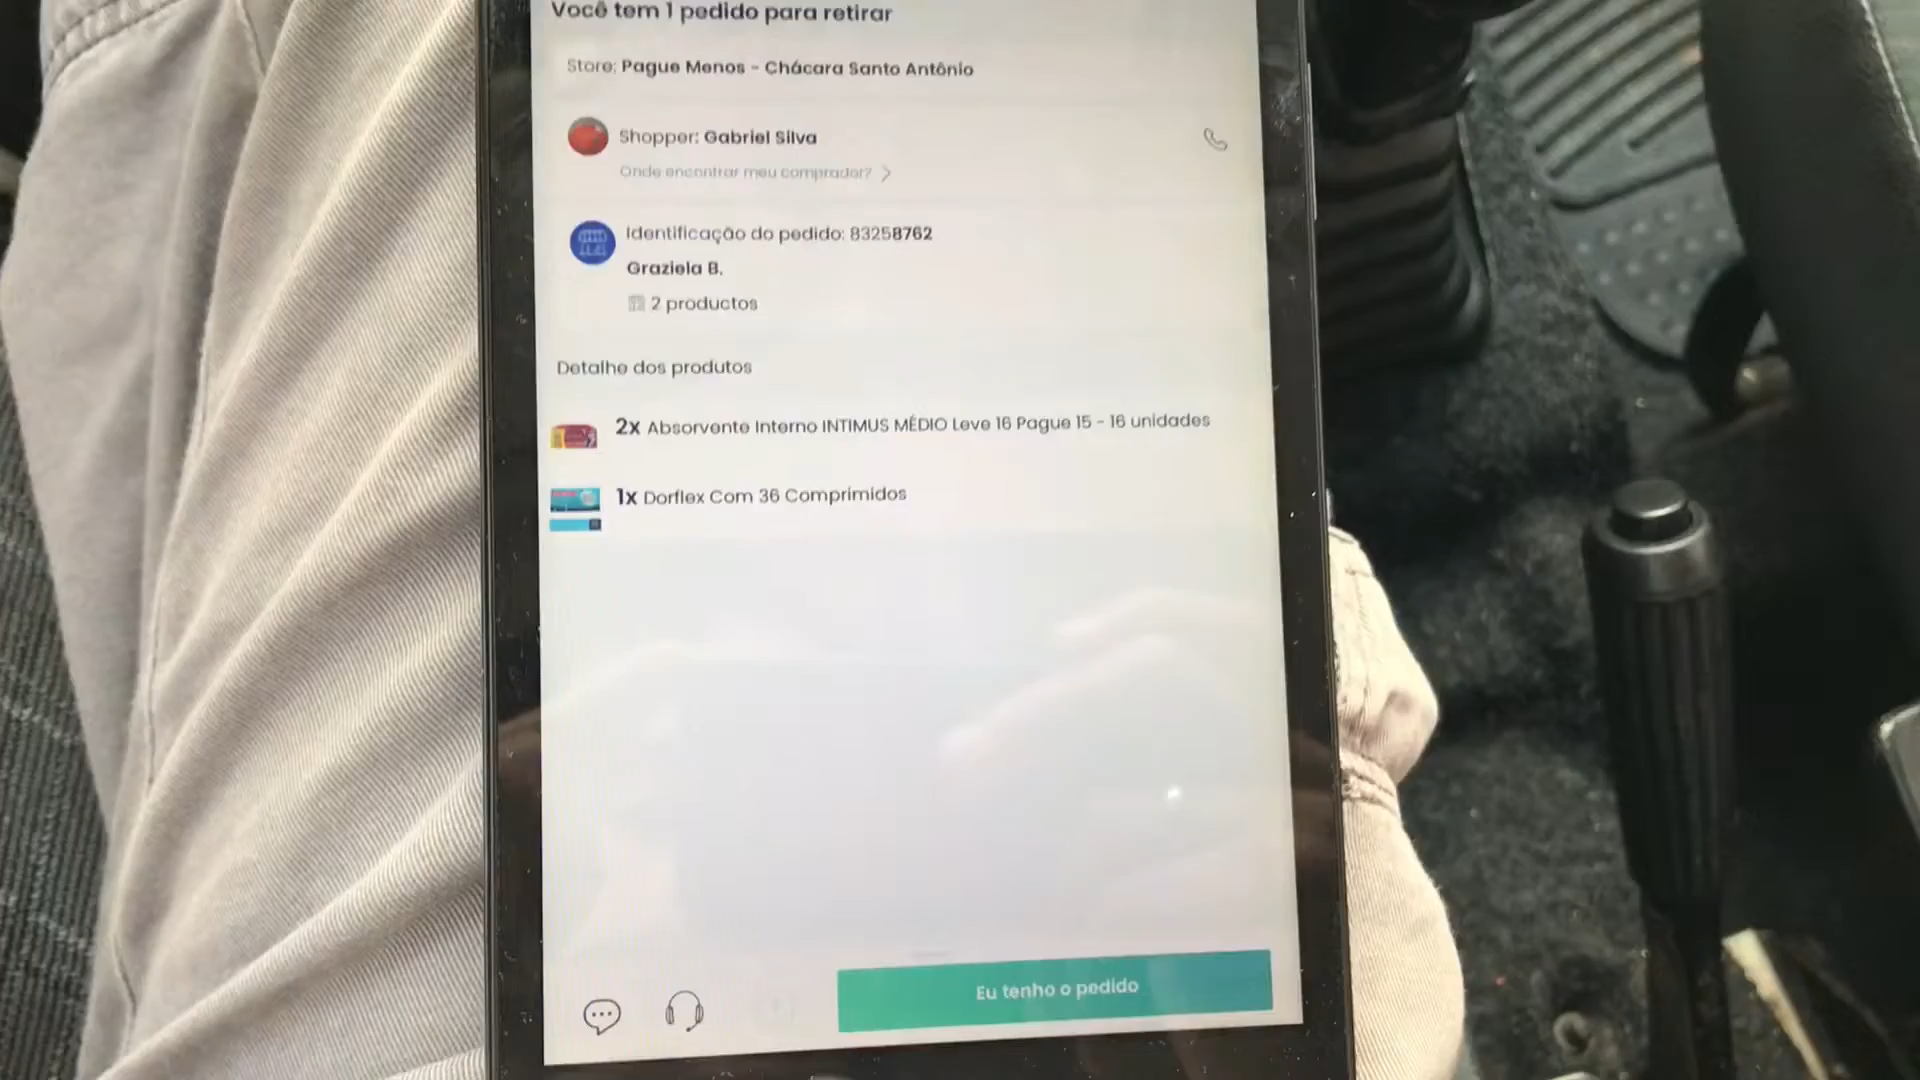 Você tem 1 pedido para retirar
Store: Pague Menos - Chácara Santo Antônio
Shopper: Gabriel Silva
Onde encontrar meu comprador?
Identificação do pedido: 83258762
Graziela B.
2 productos
Detalhe dos produtos
2x Absorvente Interno INTIMUS MÉDIO Leve 16 Pague 15 - 16 unidades
1x Dorflex Com 36 Comprimidos
Eu tenho o pedido